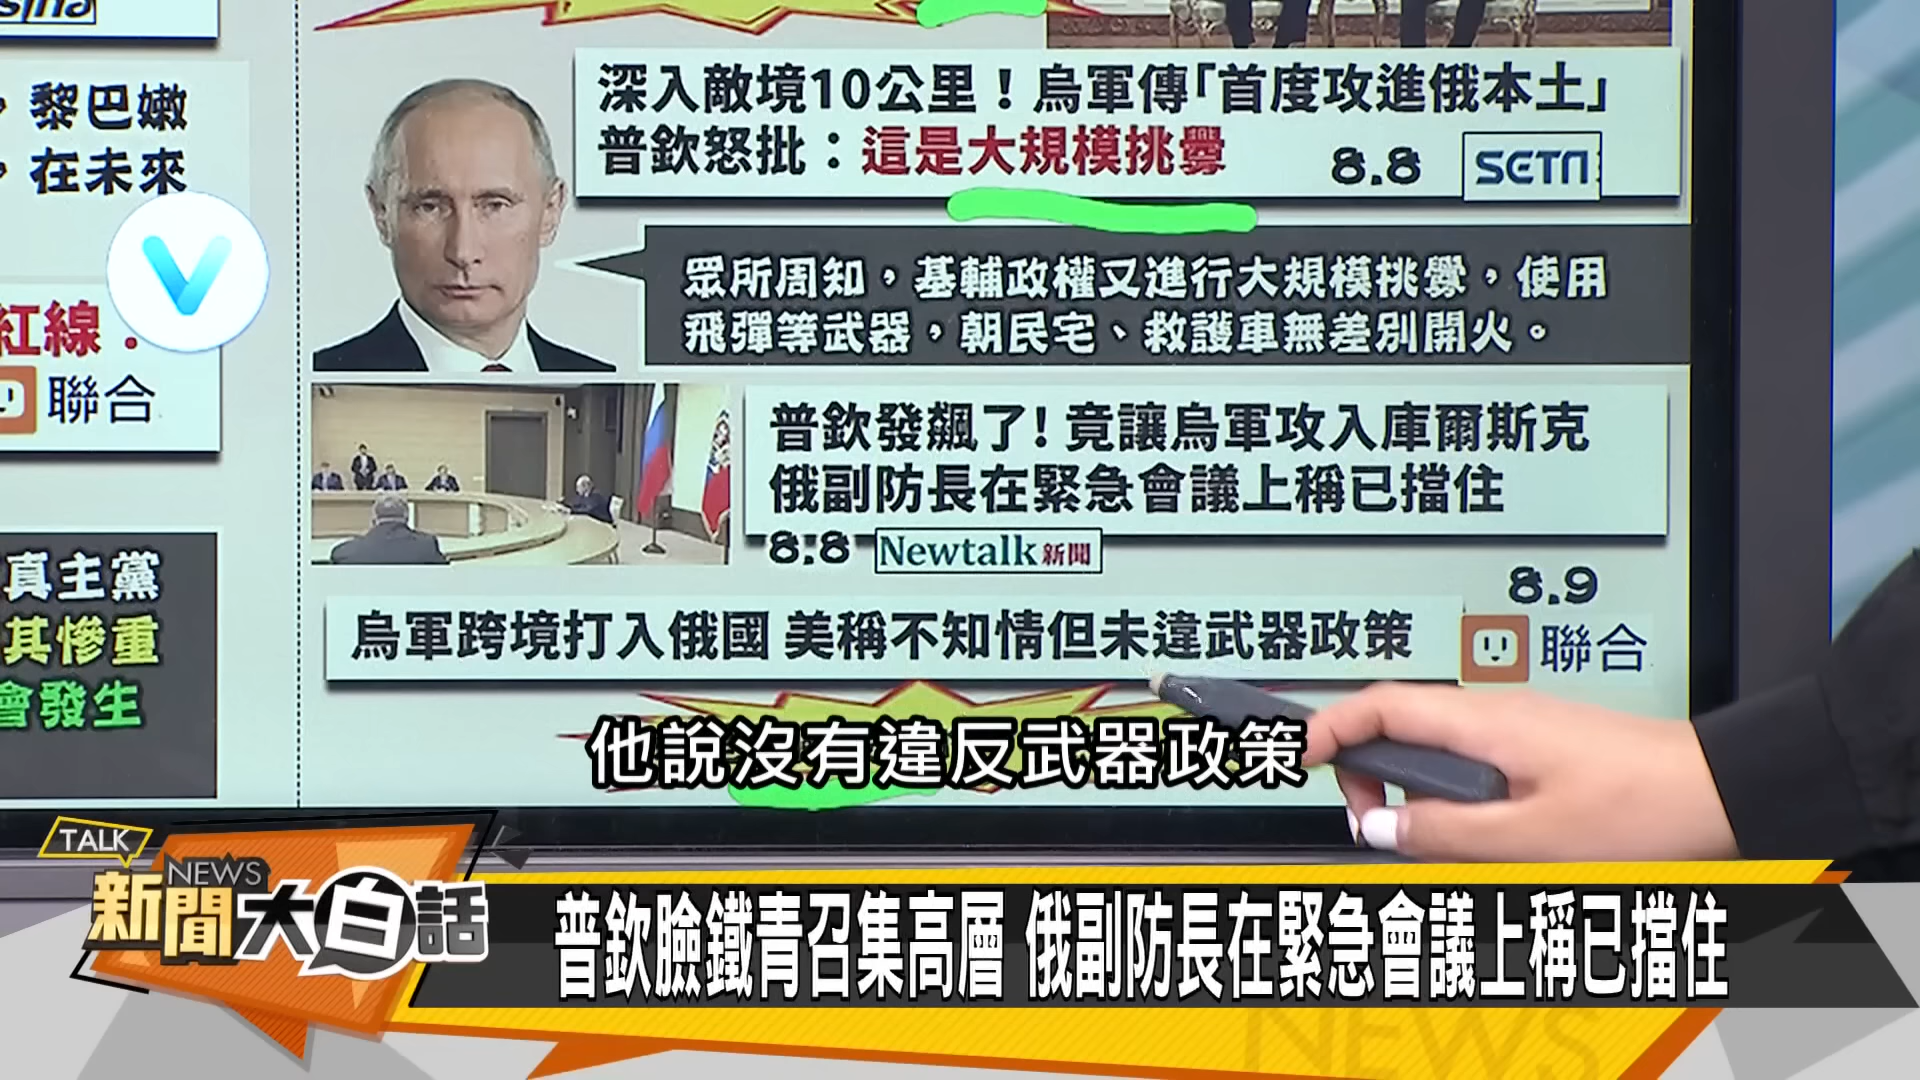 ，黎巴嫩
，在未來
紅線：
聯合
真主黨
其慘重
會發生
深入敵境10公里！烏軍傳「首度攻進俄本土」
普欽怒批：這是大規模挑釁
8.8 SETN
眾所周知，基輔政權又進行大規模挑釁，使用
飛彈等武器，朝民宅、救護車無差別開火。
普欽發飆了！竟讓烏軍攻入庫爾斯克
俄副防長在緊急會議上稱已擋住
8.8 Newtalk新聞
8.9
烏軍跨境打入俄國 美稱不知情但未違武器政策
聯合
他說沒有違反武器政策
TALK
NEWS
新聞大白話
普欽臉鐵青召集高層 俄副防長在緊急會議上稱已擋住
NEWS